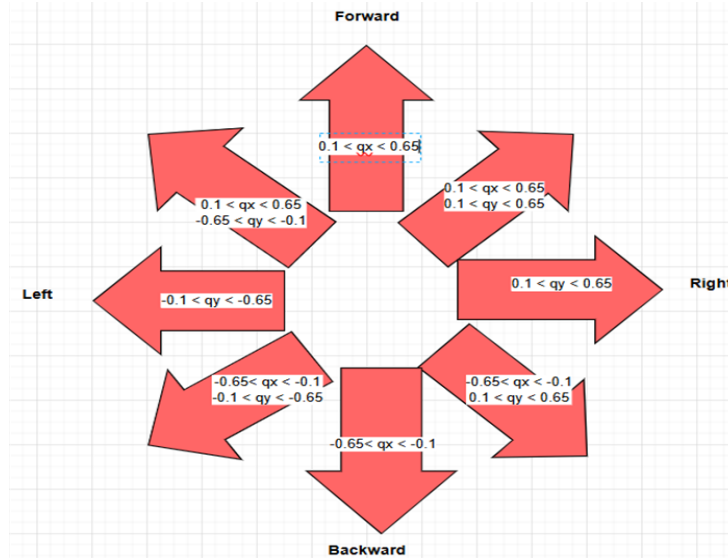 Forward
0.1 < qx < 0.65
0.1 < qx < 0.65
-0.65 < qy < -0.1
0.1 < qx < 0.65
0.1 < qy < 0.65
Left
-0.1 < qy < -0.65
0.1 < qy < 0.65
Right
-0.65< qx < -0.1
-0.1 < qy < -0.65
-0.65< qx < -0.1
0.1 < qy < 0.65
-0.65< qx < -0.1
Backward